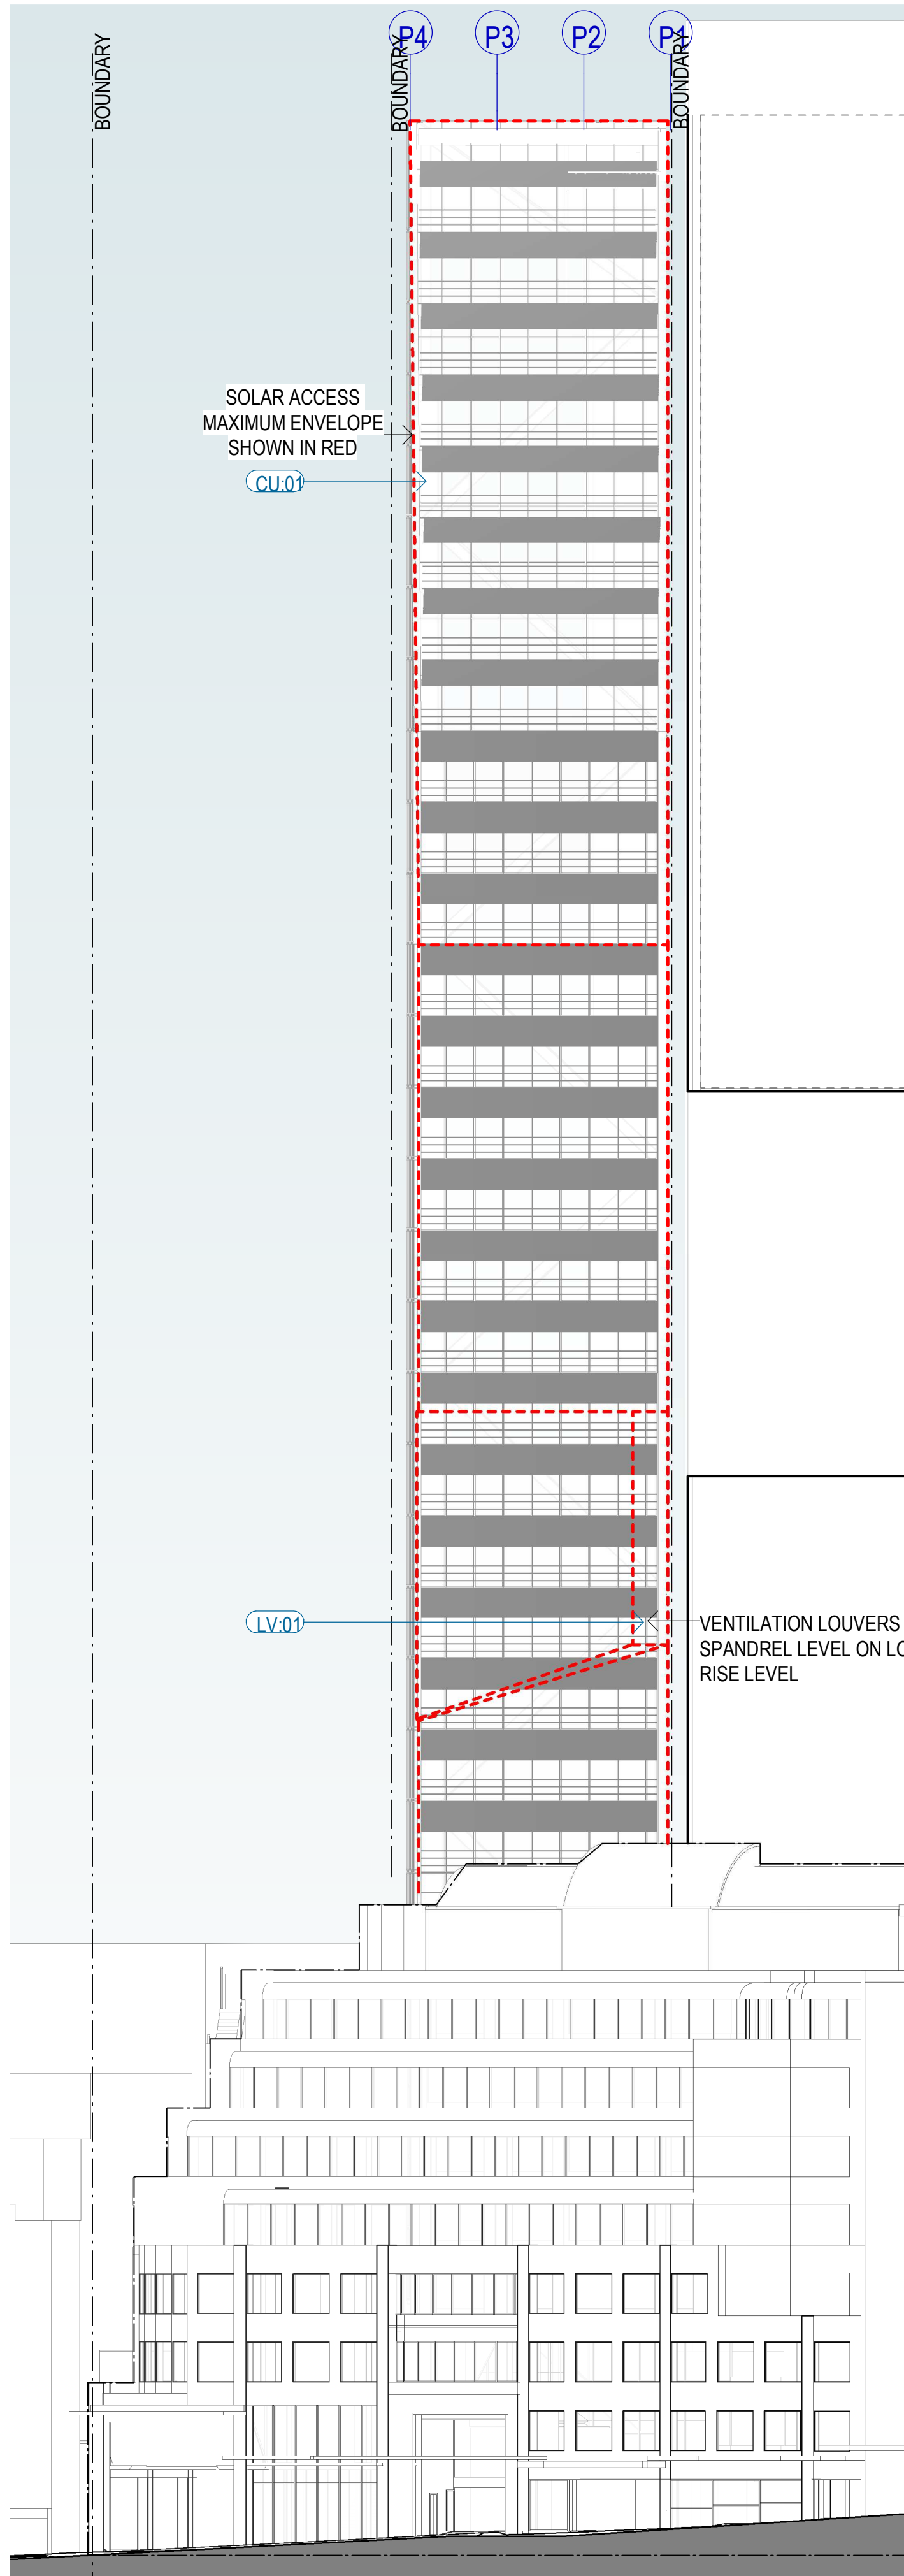 P4
P3
P2
P1
BOUNDARY
BOUNDARY
BOUNDARY
SOLAR ACCESS
MAXIMUM ENVELOPE
SHOWN IN RED
CU:01
LV:01
VENTILATION LOUVERS
SPANDREL LEVEL ON
RISE LEVEL